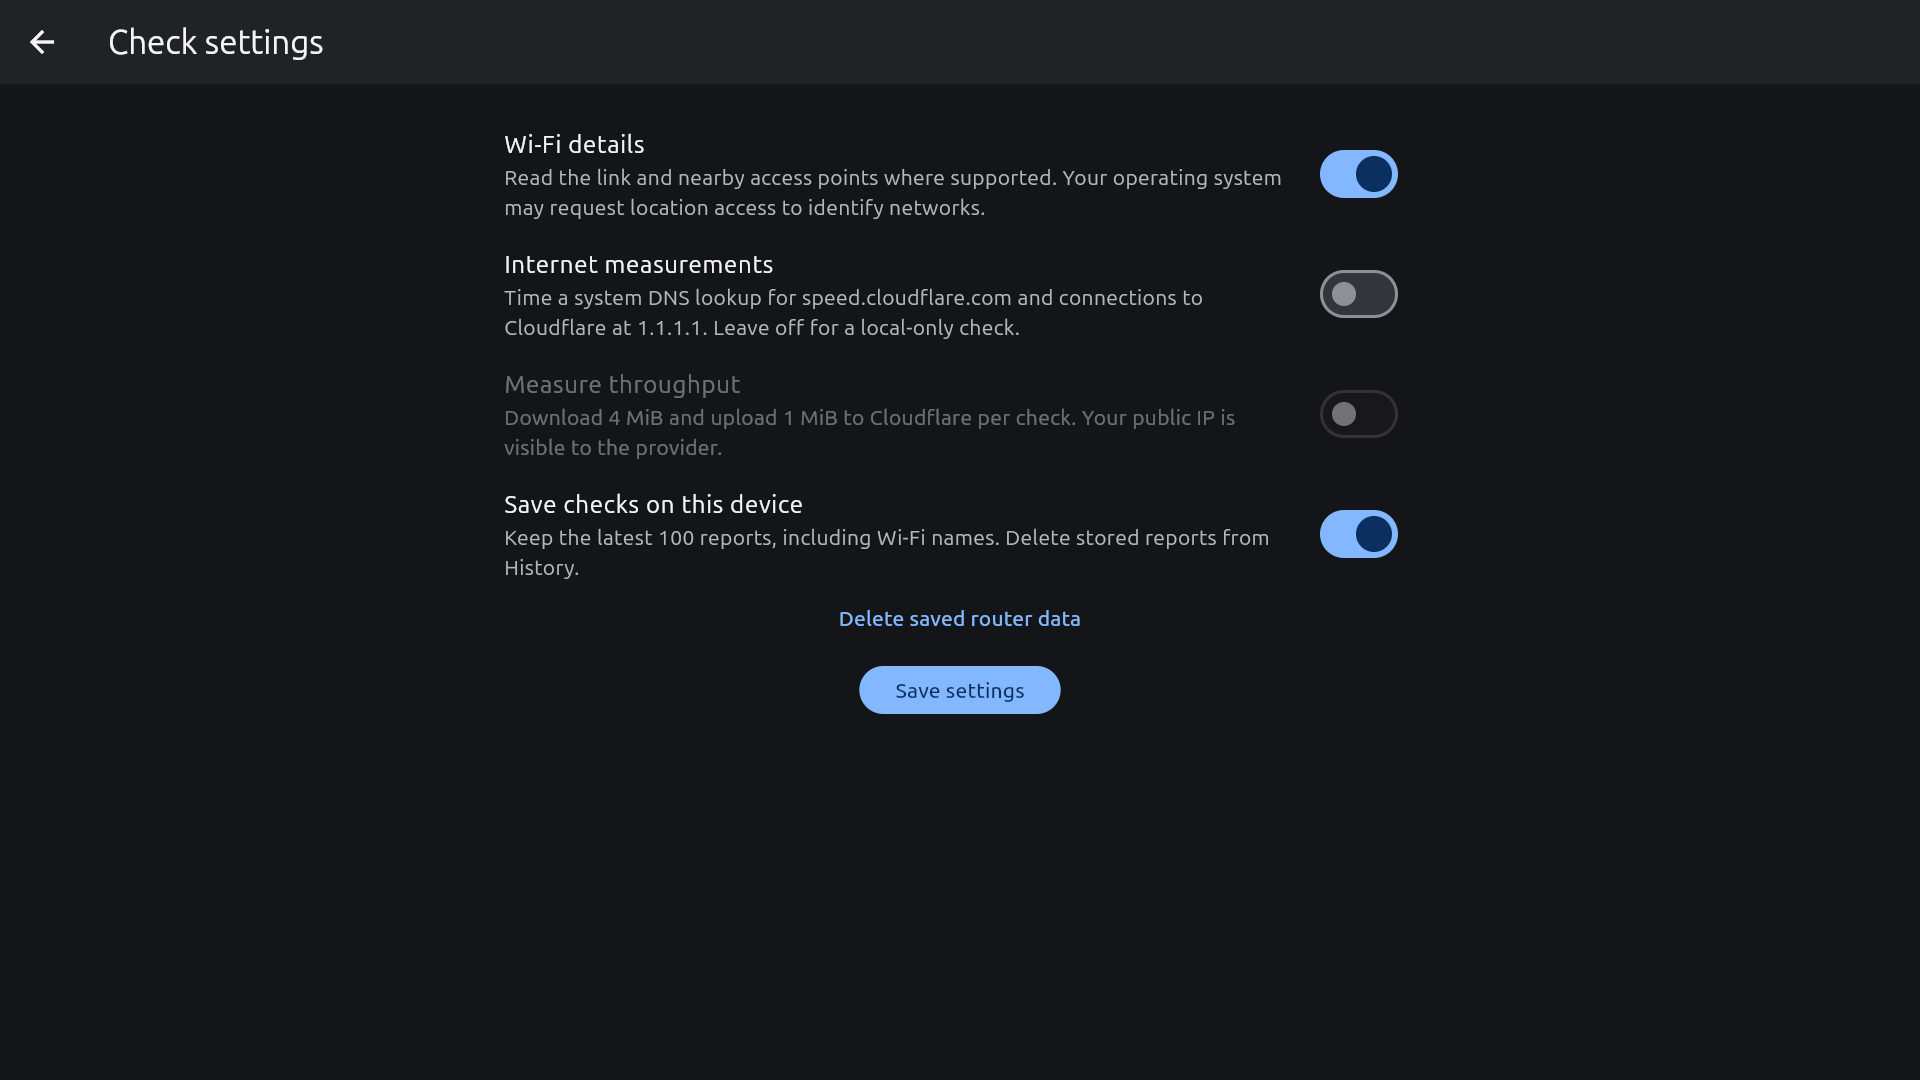 Check settings
Wi-Fi details
Read the link and nearby access points where supported. Your operating system
may request location access to identify networks.
Internet measurements
Time a system DNS lookup for speed.cloudflare.com and connections to
Cloudflare at 1.1.1.1. Leave off for a local-only check.
Measure throughput
Download 4 MiB and upload 1 MiB to Cloudflare per check. Your public IP is
visible to the provider.
Save checks on this device
Keep the latest 100 reports, including Wi-Fi names. Delete stored reports from
History.
Delete saved router data
Save settings